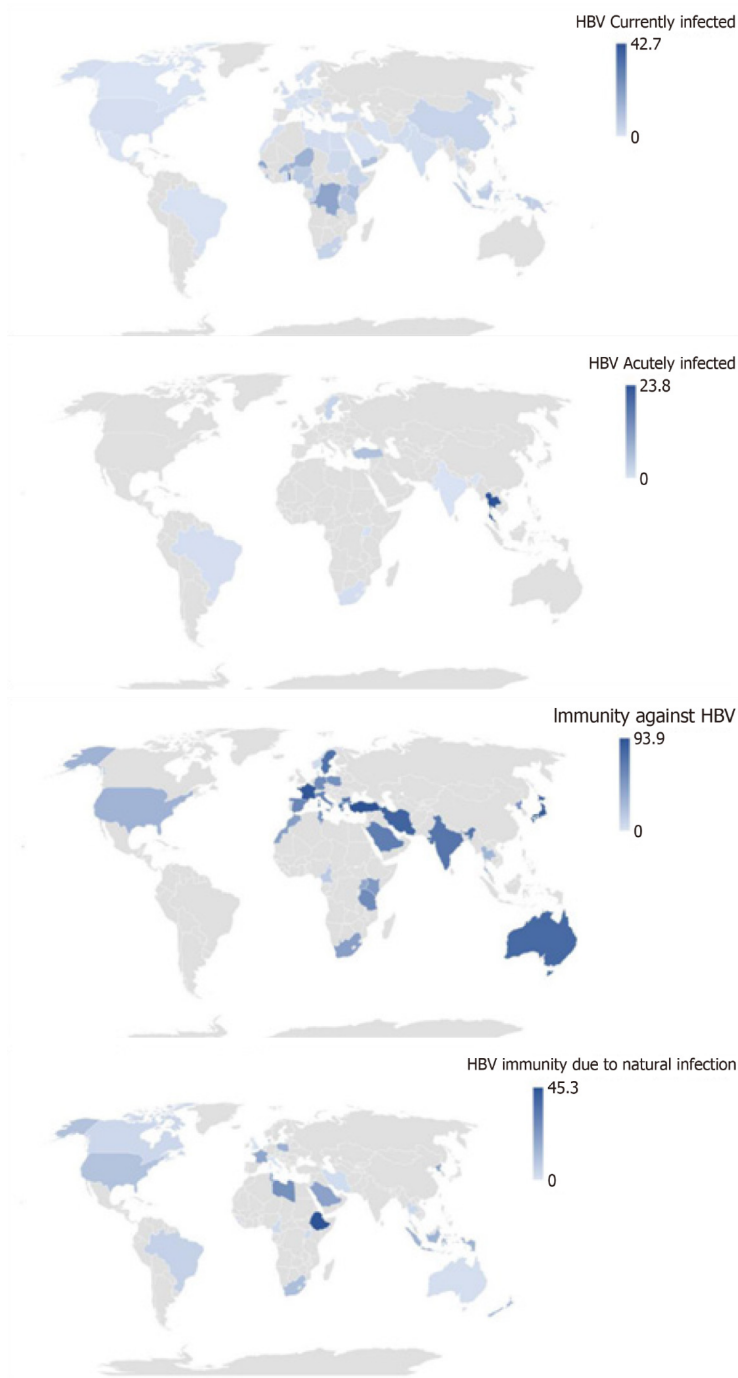 HBV Currently infected
42.7
0
HBV Acutely infected
23.8
0
Immunity against HBV
93.9
0
HBV immunity due to natural infection
45.3
0